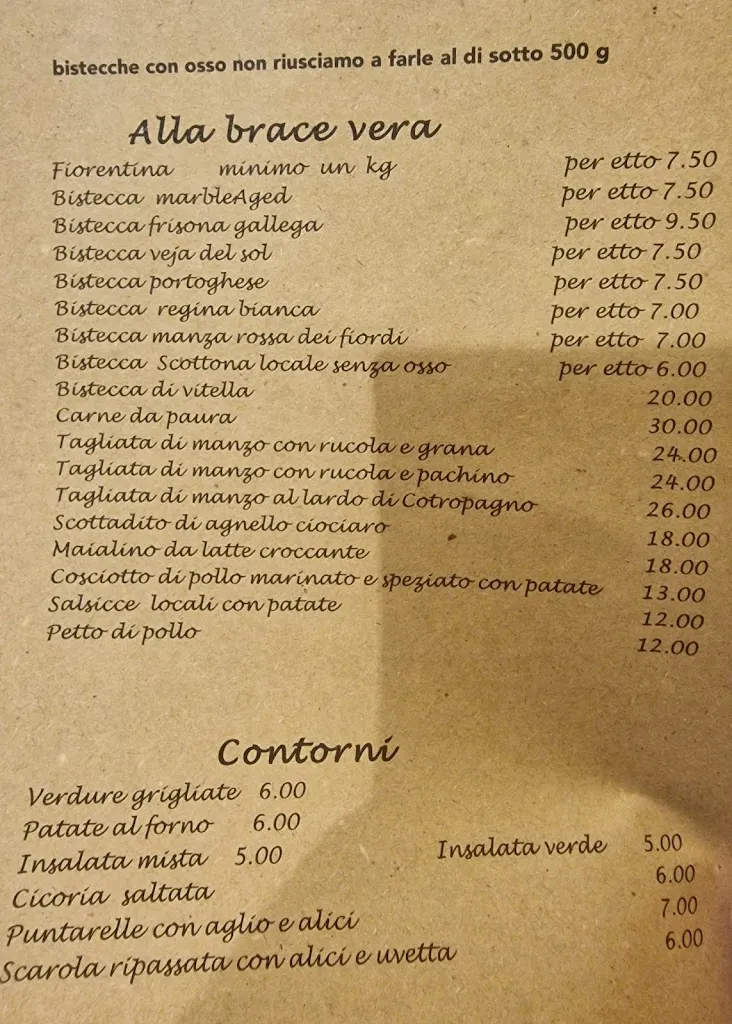 bistecche con osso non riusciamo a farle al di sotto 500 g
Alla brace vera
Fiorentina minimo un kg per etto 7.50
Bistecca marbleAged per etto 7.50
Bistecca frisona gallega per etto 9.50
Bistecca veja del sol per etto 7.50
Bistecca portoghese per etto 7.50
Bistecca regina bianca per etto 7.00
Bistecca manza rossa dei fiordi per etto 7.00
Bistecca Scottona locale senza osso per etto 6.00
Bistecca di vitella 20.00
Carne da paura 30.00
Tagliata di manzo con rucola e grana 24.00
Tagliata di manzo con rucola e pachino 24.00
Tagliata di manzo al lardo di Cotropagno 26.00
Scottadito di agnello ciociaro 18.00
Maialino da latte croccante 18.00
Cosciotto di pollo marinato e speziato con patate 13.00
Salsicce locali con patate 12.00
Petto di pollo 12.00
Contorni
Verdure grigliate 6.00
Patate al forno 6.00
Insalata mista 5.00 Insalata verde 5.00
Cicoria saltata 6.00
Puntarelle con aglio e alici 7.00
Scarola ripassata con alici e uvetta 6.00